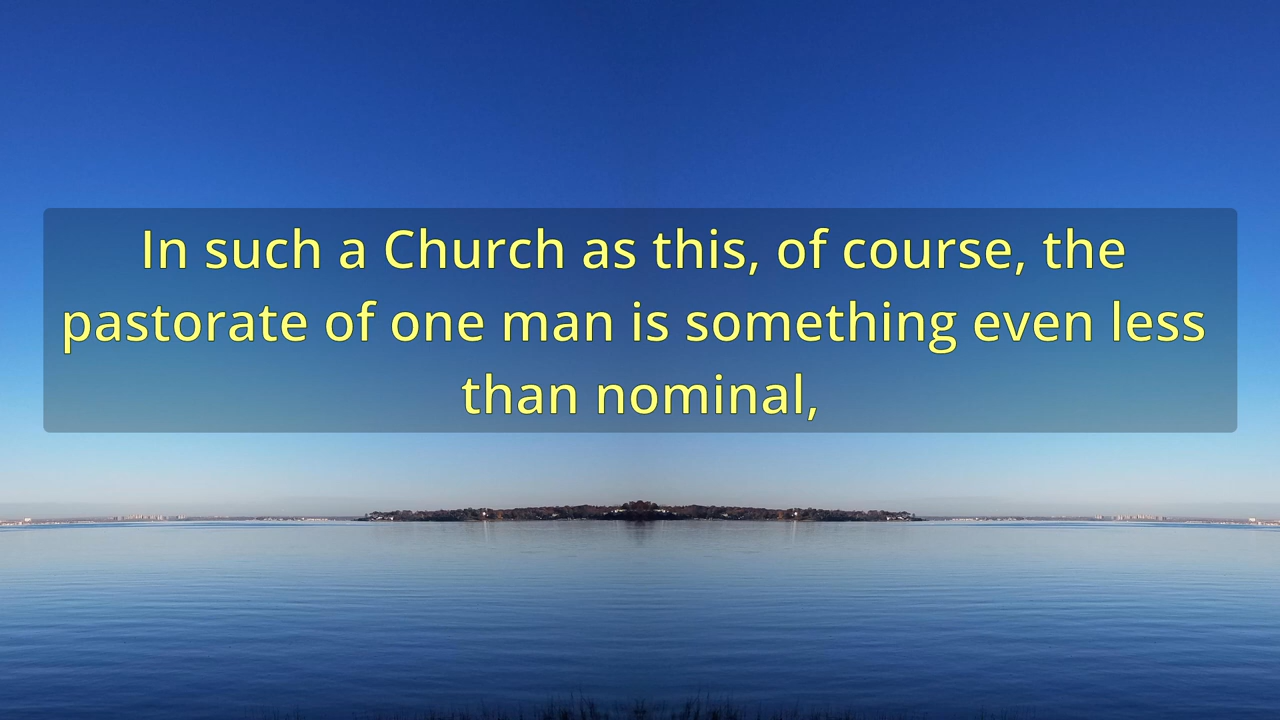 In such a Church as this, of course, the
pastorate of one man is something even less
than nominal,